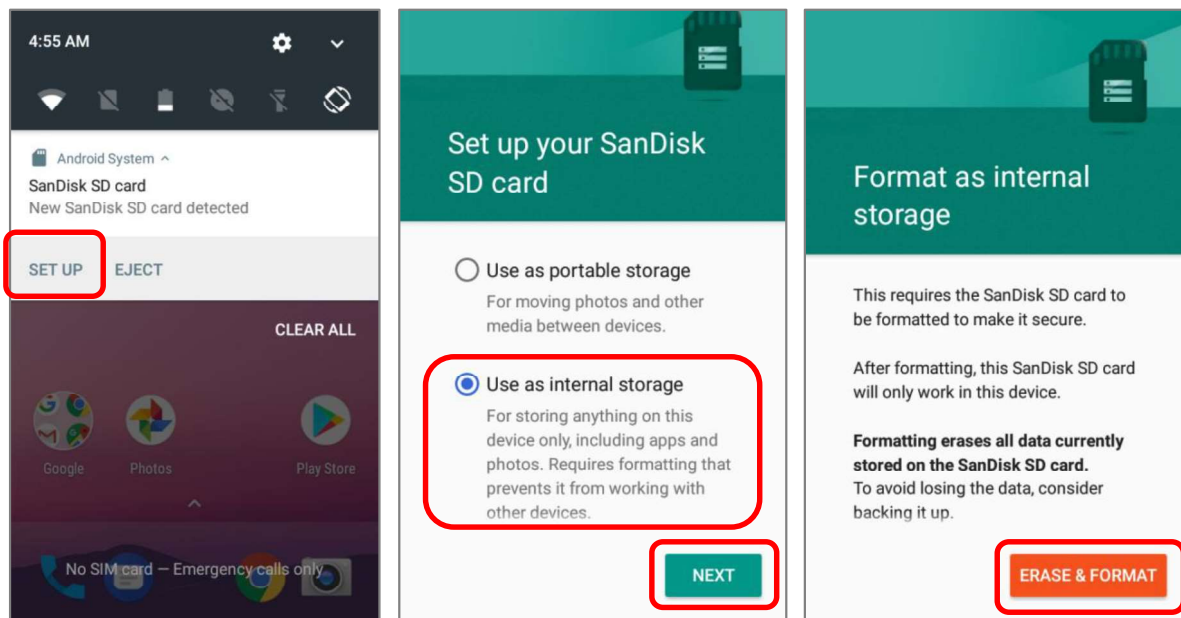 4:55 AM
Android System
SanDisk SD card
New SanDisk SD card detected
SET UP EJECT
CLEAR ALL
Google Photos Play Store
No SIM card — Emergency calls only
Set up your SanDisk
SD card
Use as portable storage
For moving photos and other
media between devices.
Use as internal storage
For storing anything on this
device only, including apps and
photos. Requires formatting that
prevents it from working with
other devices.
NEXT
Format as internal
storage
This requires the SanDisk SD card to
be formatted to make it secure.
After formatting, this SanDisk SD card
will only work in this device.
Formatting erases all data currently
stored on the SanDisk SD card.
To avoid losing the data, consider
backing it up.
ERASE & FORMAT